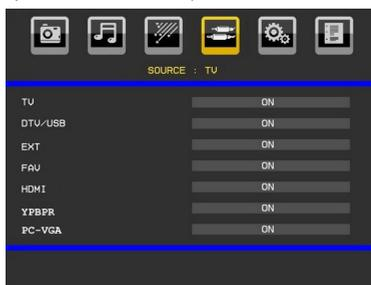 SOURCE : TV
TV ON
DTV/USB ON
EXT ON
FAV ON
HDMI ON
YPBPR ON
PC-VGA ON